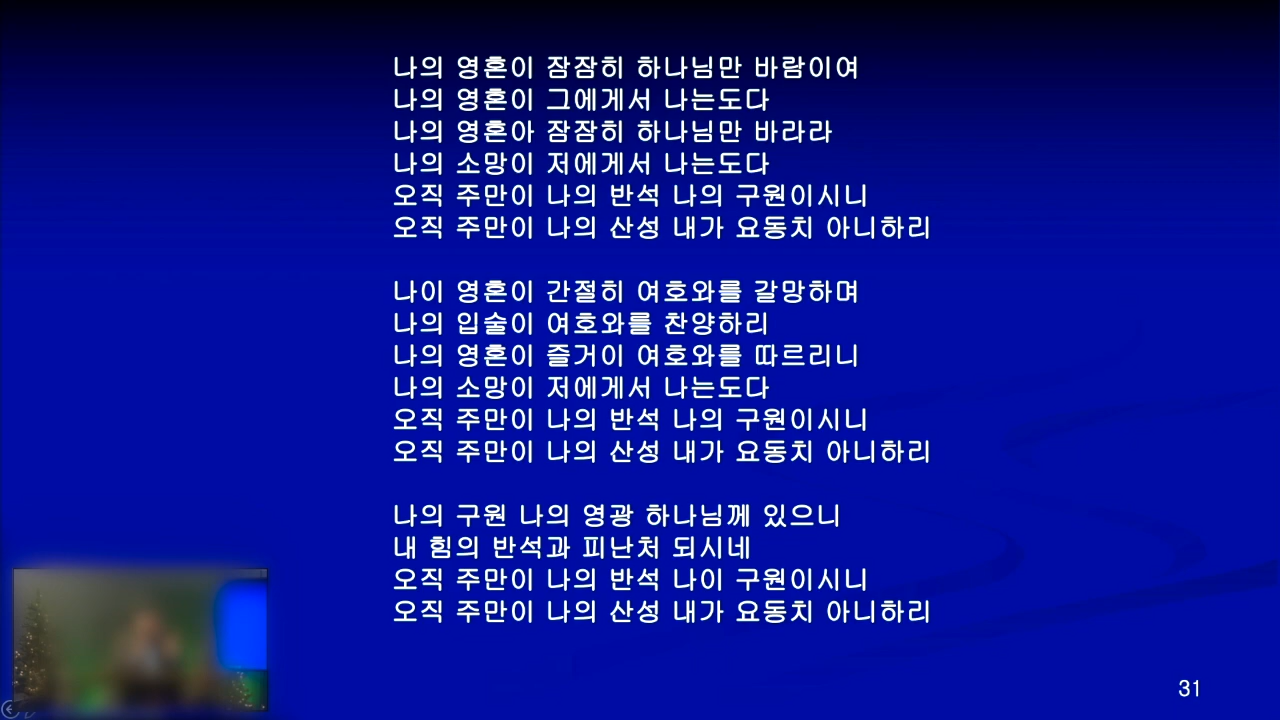 나의 영혼이 잠잠히 하나님만 바람이여
나의 영혼이 그에게서 나는도다
나의 영혼아 잠잠히 하나님만 바라라
나의 소망이 저에게서 나는도다
오직 주만이 나의 반석 나의 구원이시니
오직 주만이 나의 산성 내가 요동치 아니하리
나이 영혼이 간절히 여호와를 갈망하며
나의 입술이 여호와를 찬양하리
나의 영혼이 즐거이 여호와를 따르리니
나의 소망이 저에게서 나는도다
오직 주만이 나의 반석 나의 구원이시니
오직 주만이 나의 산성 내가 요동치 아니하리
나의 구원 나의 영광 하나님께 있으니
내 힘의 반석과 피난처 되시네
오직 주만이 나의 반석 나이 구원이시니
오직 주만이 나의 산성 내가 요동치 아니하리
31